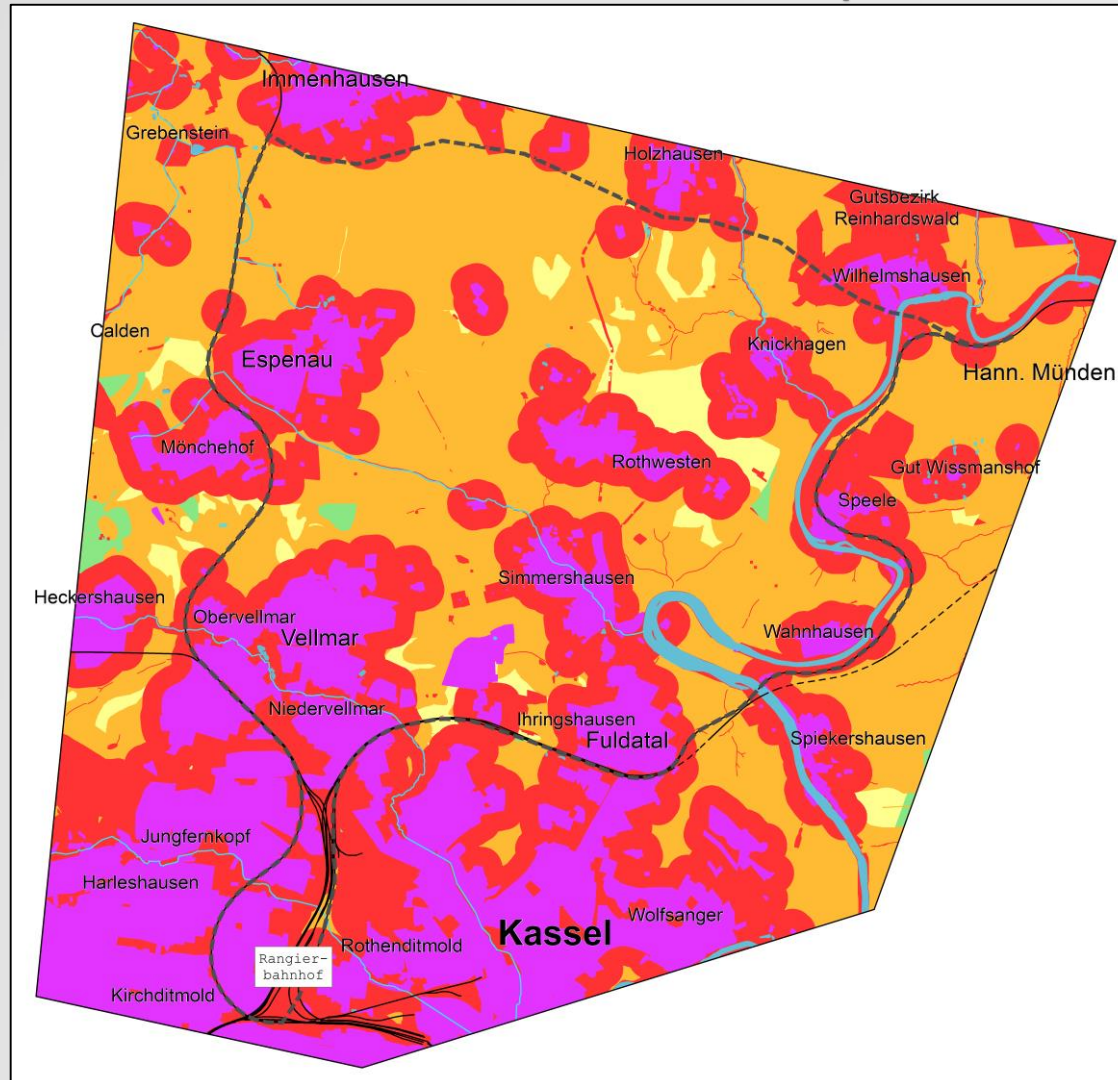 Immenhausen
Grebenstein
Holzhausen
Gutsbezirk
Reinhardswald
Wilhelmshausen
Calden
Espenau
Knickhagen
Hann. Münden
Mönchehof
Rothwesten
Gut Wissmanshof
Speele
Simmershausen
Heckershausen
Obervellmar
Vellmar
Wahnhausen
Niedervellmar
Ihringshausen
Fuldatal
Spiekershausen
Jungfernkopf
Harleshausen
Wolfsanger
Kassel
Rothenditmold
Rangier-
bahnhof
Kirchditmold